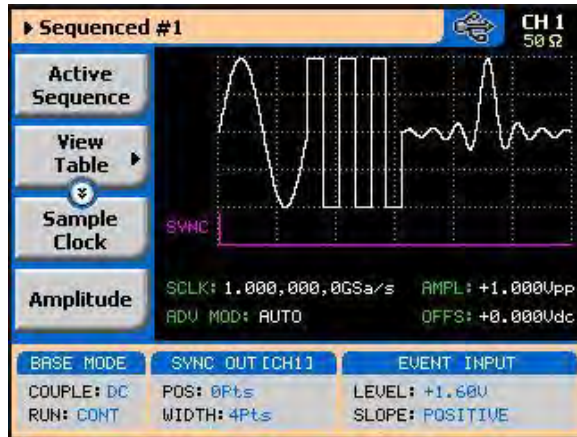 Sequenced #1
CH 1
50 Ω
Active
Sequence
View
Table
Sample
Clock
Amplitude
SYNC
SCLK: 1.000,000,0GSa/s
AMPL: +1.000Vpp
ADV MOD: AUTO
OFFS: +0.000Vdc
BASE MODE
SYNC OUT [CH1]
EVENT INPUT
COUPLE: DC
POS: 0Pts
LEVEL: +1.60V
RUN: CONT
WIDTH: 4Pts
SLOPE: POSITIVE